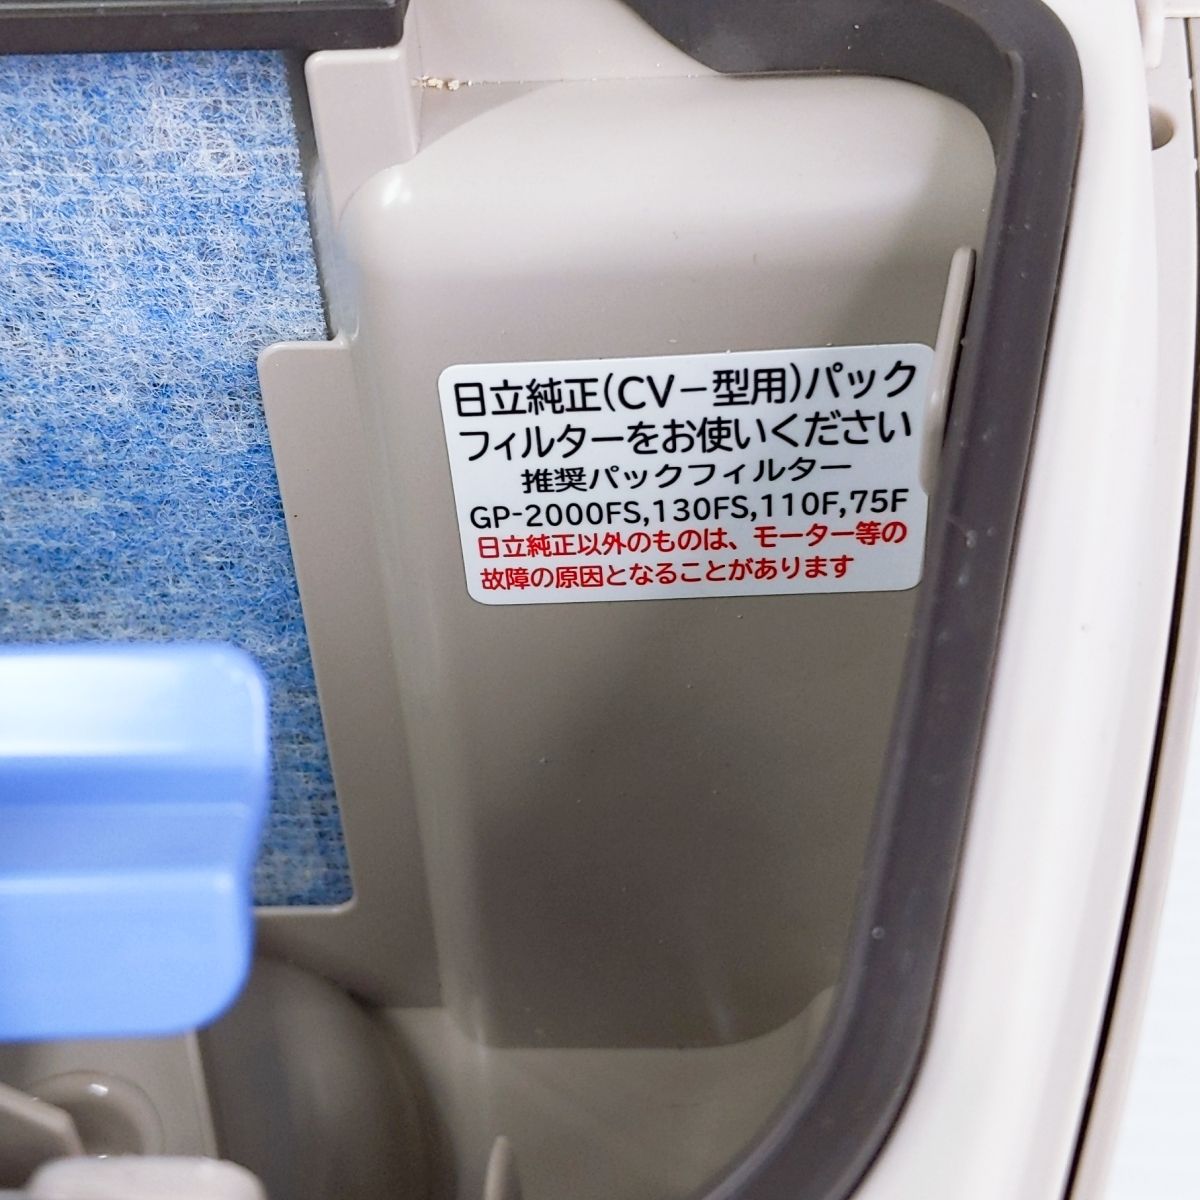 日立純正(CV－型用)パック
フィルターをお使いください
推奨パックフィルター
GP-2000FS,130FS,110F,75F
日立純正以外のものは、モーター等の
故障の原因となることがあります